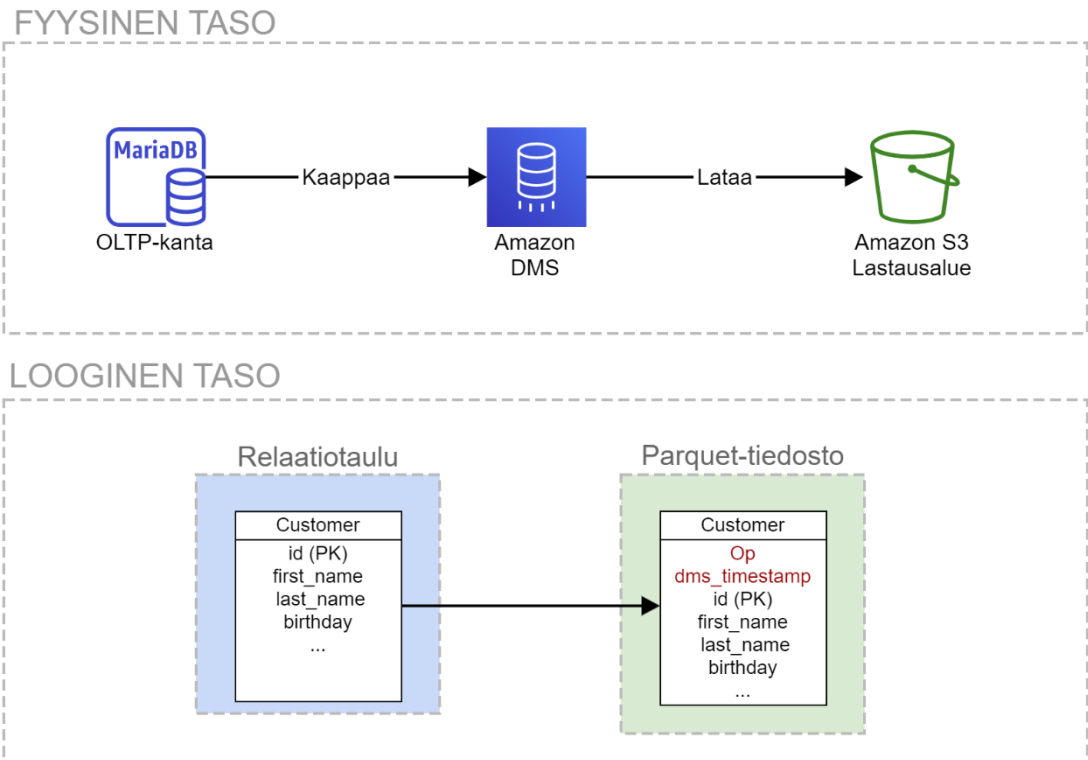 FYYSINEN TASO
MariaDB
Kaappaa
Lataa
OLTP-kanta
Amazon
DMS
Amazon S3
Lastausalue
LOOGINEN TASO
Relaatiotaulu
Customer
id (PK)
first_name
last_name
birthday
...
Parquet-tiedosto
Customer
Op
dms_timestamp
id (PK)
first_name
last_name
birthday
...